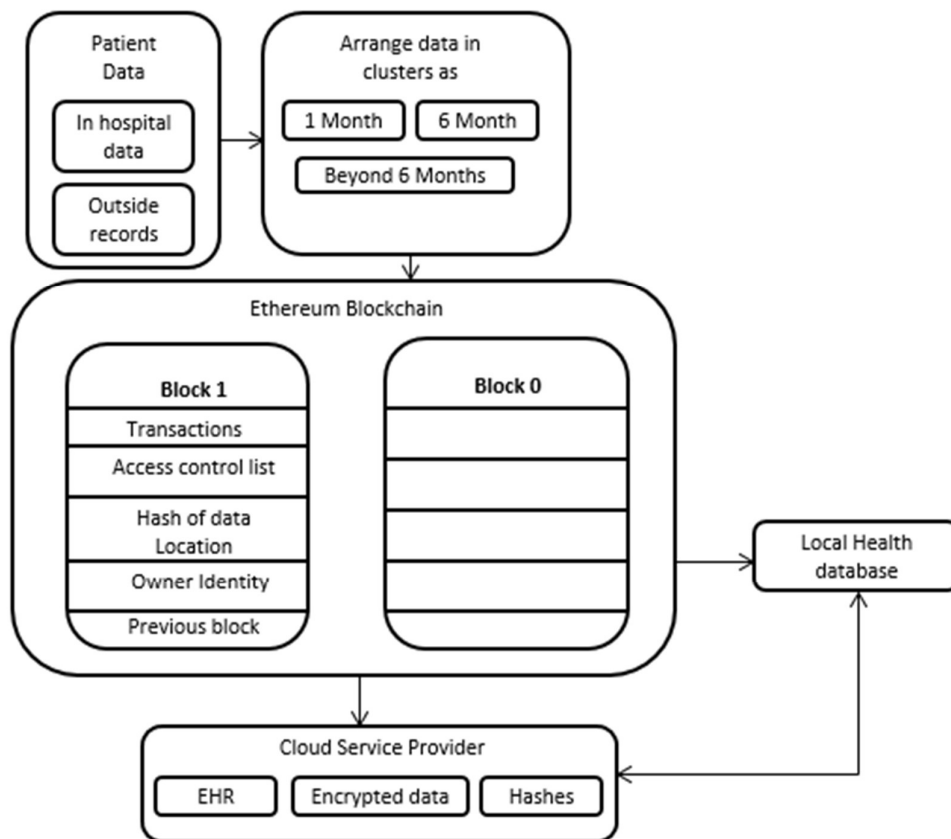 Patient
Data
In hospital
data
Outside
records
Arrange data in
clusters as
1 Month
6 Month
Beyond 6 Months
Ethereum Blockchain
Block 1
Transactions
Access control list
Hash of data
Location
Owner Identity
Previous block
Block 0
Local Health
database
Cloud Service Provider
EHR
Encrypted data
Hashes